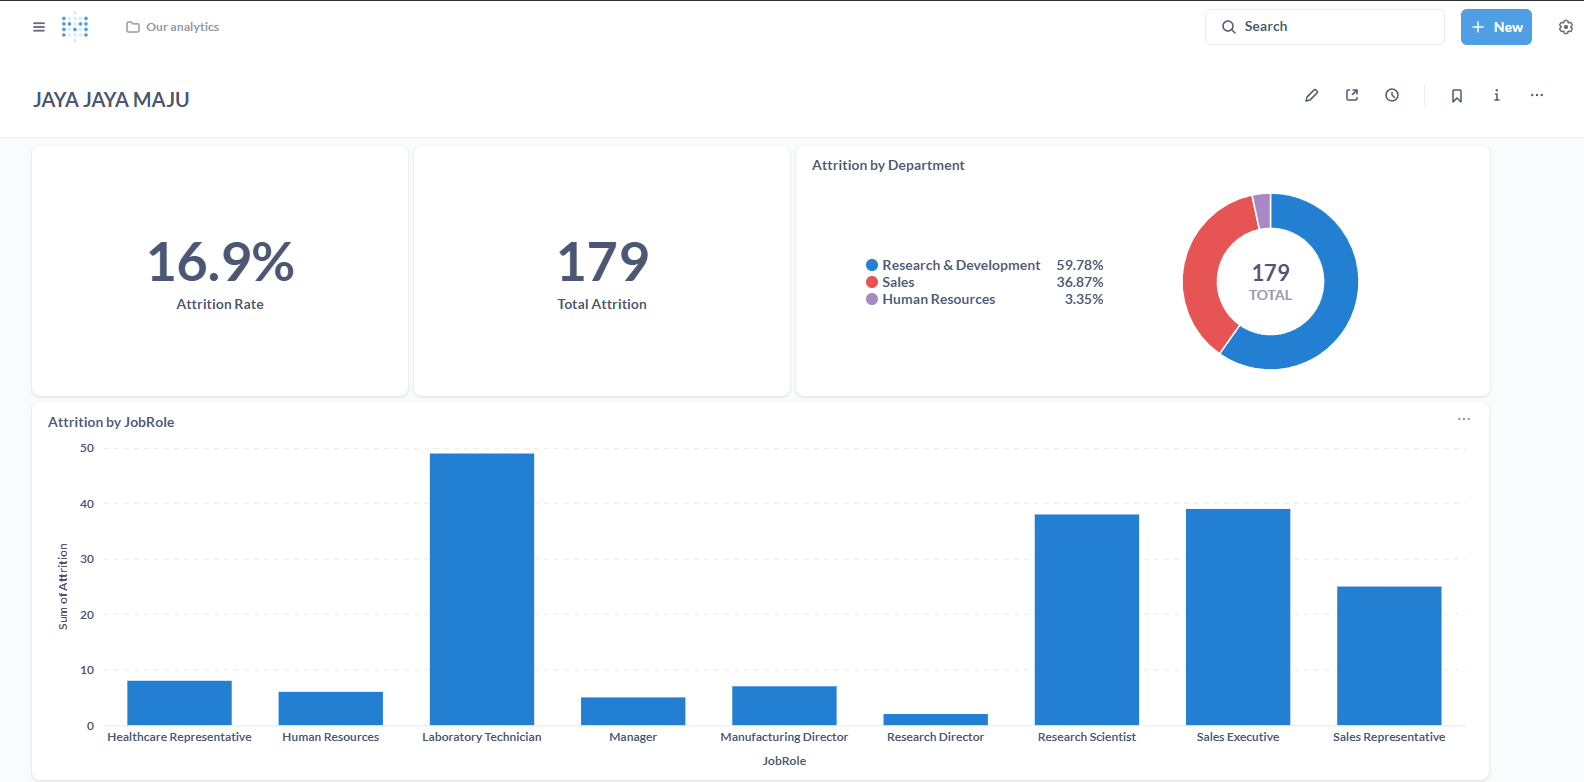 Our analytics
Search
New
JAYA JAYA MAJU
16.9%
Attrition Rate
179
Total Attrition
Attrition by Department
Research & Development 59.78%
Sales 36.87%
Human Resources 3.35%
179
TOTAL
Attrition by JobRole
50
40
30
20
10
0
Sum of Attrition
Healthcare Representative
Human Resources
Laboratory Technician
Manager
Manufacturing Director
Research Director
Research Scientist
Sales Executive
Sales Representative
JobRole